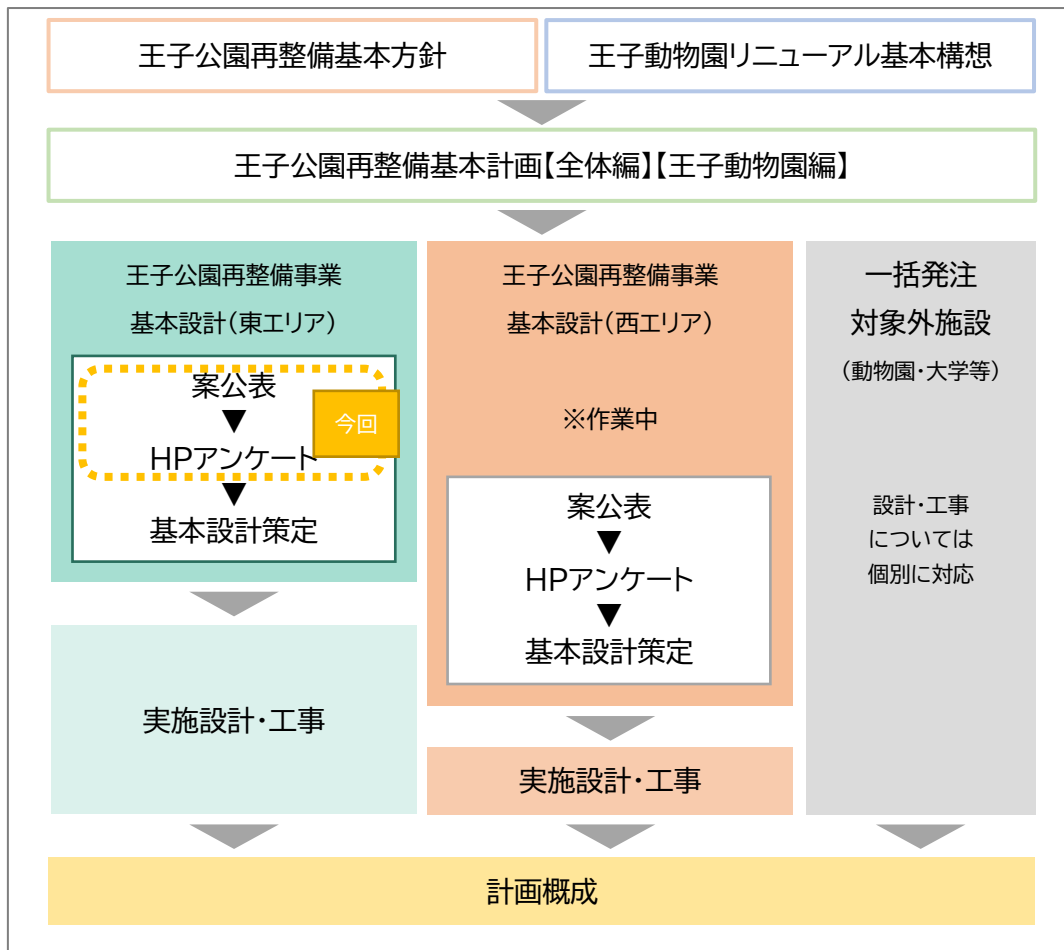 王子公園再整備基本方針
王子動物園リニューアル基本構想
王子公園再整備基本計画【全体編】【王子動物園編】
王子公園再整備事業
基本設計（東エリア）
案公表
▼
HPアンケート
▼
基本設計策定
今回
実施設計・工事
王子公園再整備事業
基本設計（西エリア）
※作業中
案公表
▼
HPアンケート
▼
基本設計策定
実施設計・工事
一括発注
対象外施設
（動物園・大学等）
設計・工事
については
個別に対応
計画概成